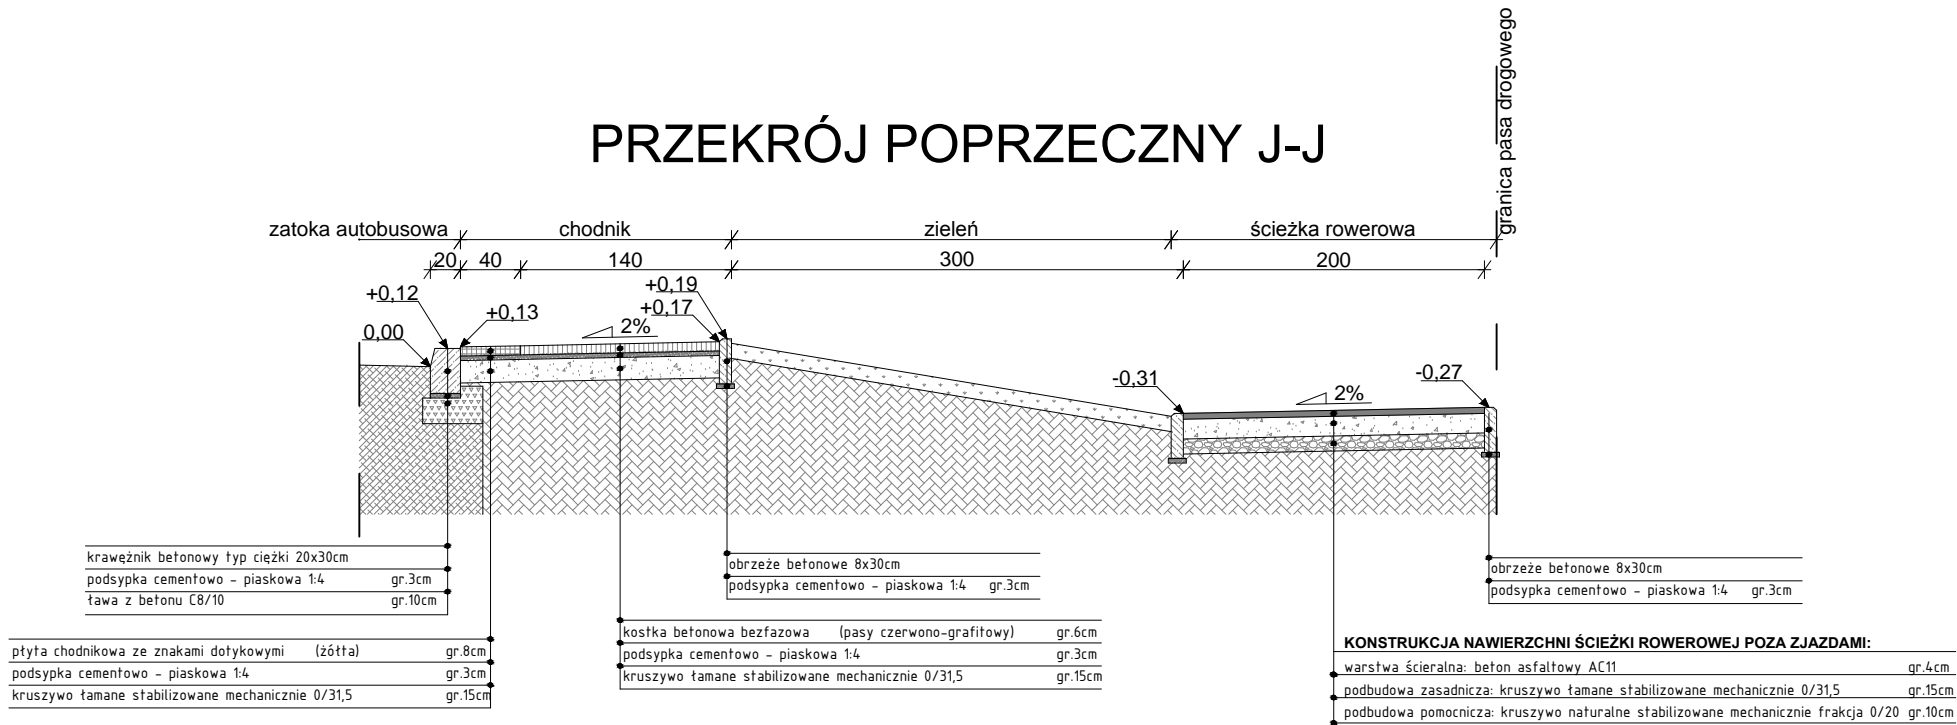 granica pasa drogowego
PRZEKRÓJ POPRZECZNY J-J
zatoka autobusowa
chodnik
zieleń
ścieżka rowerowa
20
40
140
300
200
+0,12
+0,13
0,00
+0,19
+0,17
2%
-0,31
2%
-0,27
krawężnik betonowy typ ciężki 20x30cm
podsypka cementowo - piaskowa 1:4 gr.3cm
ława z betonu C8/10 gr.10cm
obrzeże betonowe 8x30cm
podsypka cementowo - piaskowa 1:4 gr.3cm
obrzeże betonowe 8x30cm
podsypka cementowo - piaskowa 1:4 gr.3cm
płyta chodnikowa ze znakami dotykowymi (żółta) gr.8cm
podsypka cementowo - piaskowa 1:4 gr.3cm
kruszywo łamane stabilizowane mechanicznie 0/31,5 gr.15cm
kostka betonowa bezfazowa (pasy czerwono-grafitowy) gr.6cm
podsypka cementowo - piaskowa 1:4 gr.3cm
kruszywo łamane stabilizowane mechanicznie 0/31,5 gr.15cm
KONSTRUKCJA NAWIERZCHNI ŚCIEŻKI ROWEROWEJ POZA ZJAZDAMI:
warstwa ścieralna: beton asfaltowy AC11 gr.4cm
podbudowa zasadnicza: kruszywo łamane stabilizowane mechanicznie 0/31,5 gr.15cm
podbudowa pomocnicza: kruszywo naturalne stabilizowane mechanicznie frakcja 0/20 gr.10cm